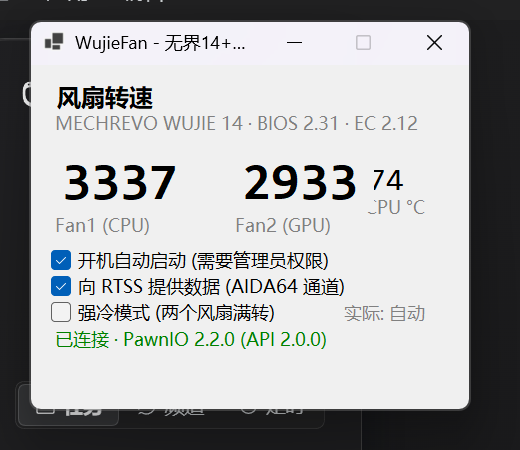 WujieFan - 无界14+...
风扇转速
MECHREVO WUJIE 14 · BIOS 2.31 · EC 2.12
3337 2933 74
Fan1 (CPU) Fan2 (GPU) CPU °C
开机自动启动 (需要管理员权限)
向 RTSS 提供数据 (AIDA64 通道)
强冷模式 (两个风扇满转) 实际: 自动
已连接 · PawnIO 2.2.0 (API 2.0.0)